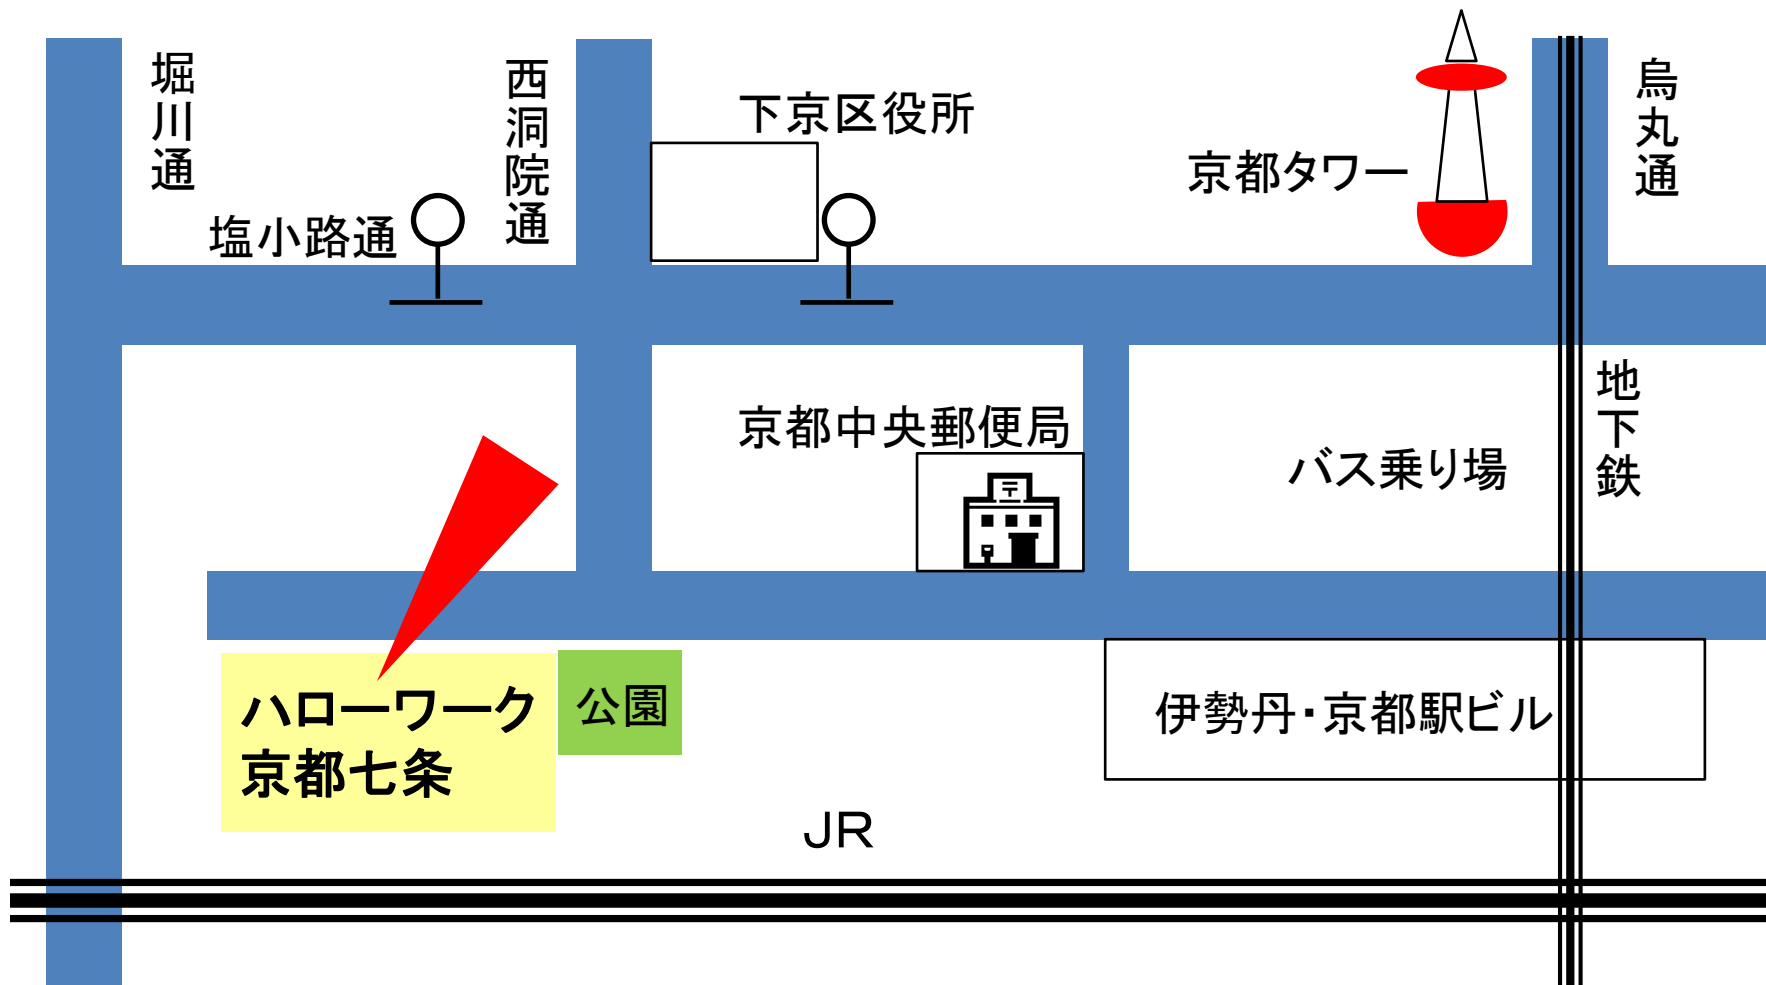 堀川通
西洞院通
下京区役所
烏丸通
京都タワー
塩小路通
地下鉄
京都中央郵便局
バス乗り場
〒
ハローワーク
京都七条
公園
伊勢丹・京都駅ビル
JR